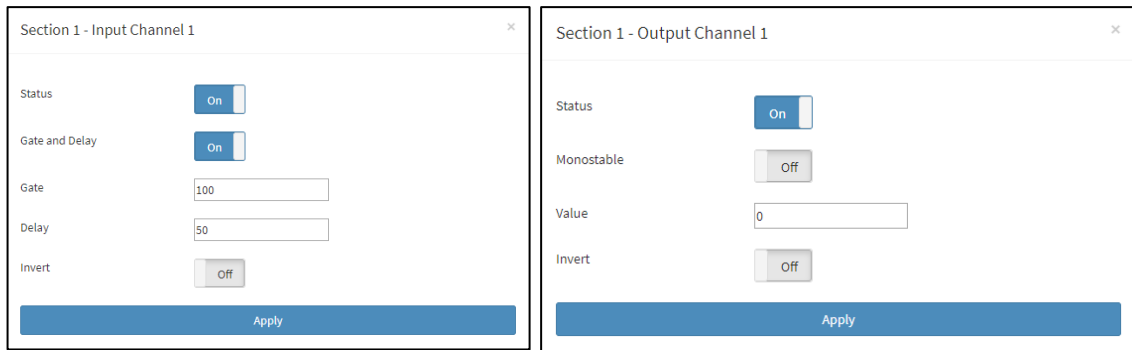 Section 1 - Input Channel 1 ×
Status On
Gate and Delay On
Gate 100
Delay 50
Invert Off
Apply
Section 1 - Output Channel 1 ×
Status On
Monostable Off
Value 0
Invert Off
Apply